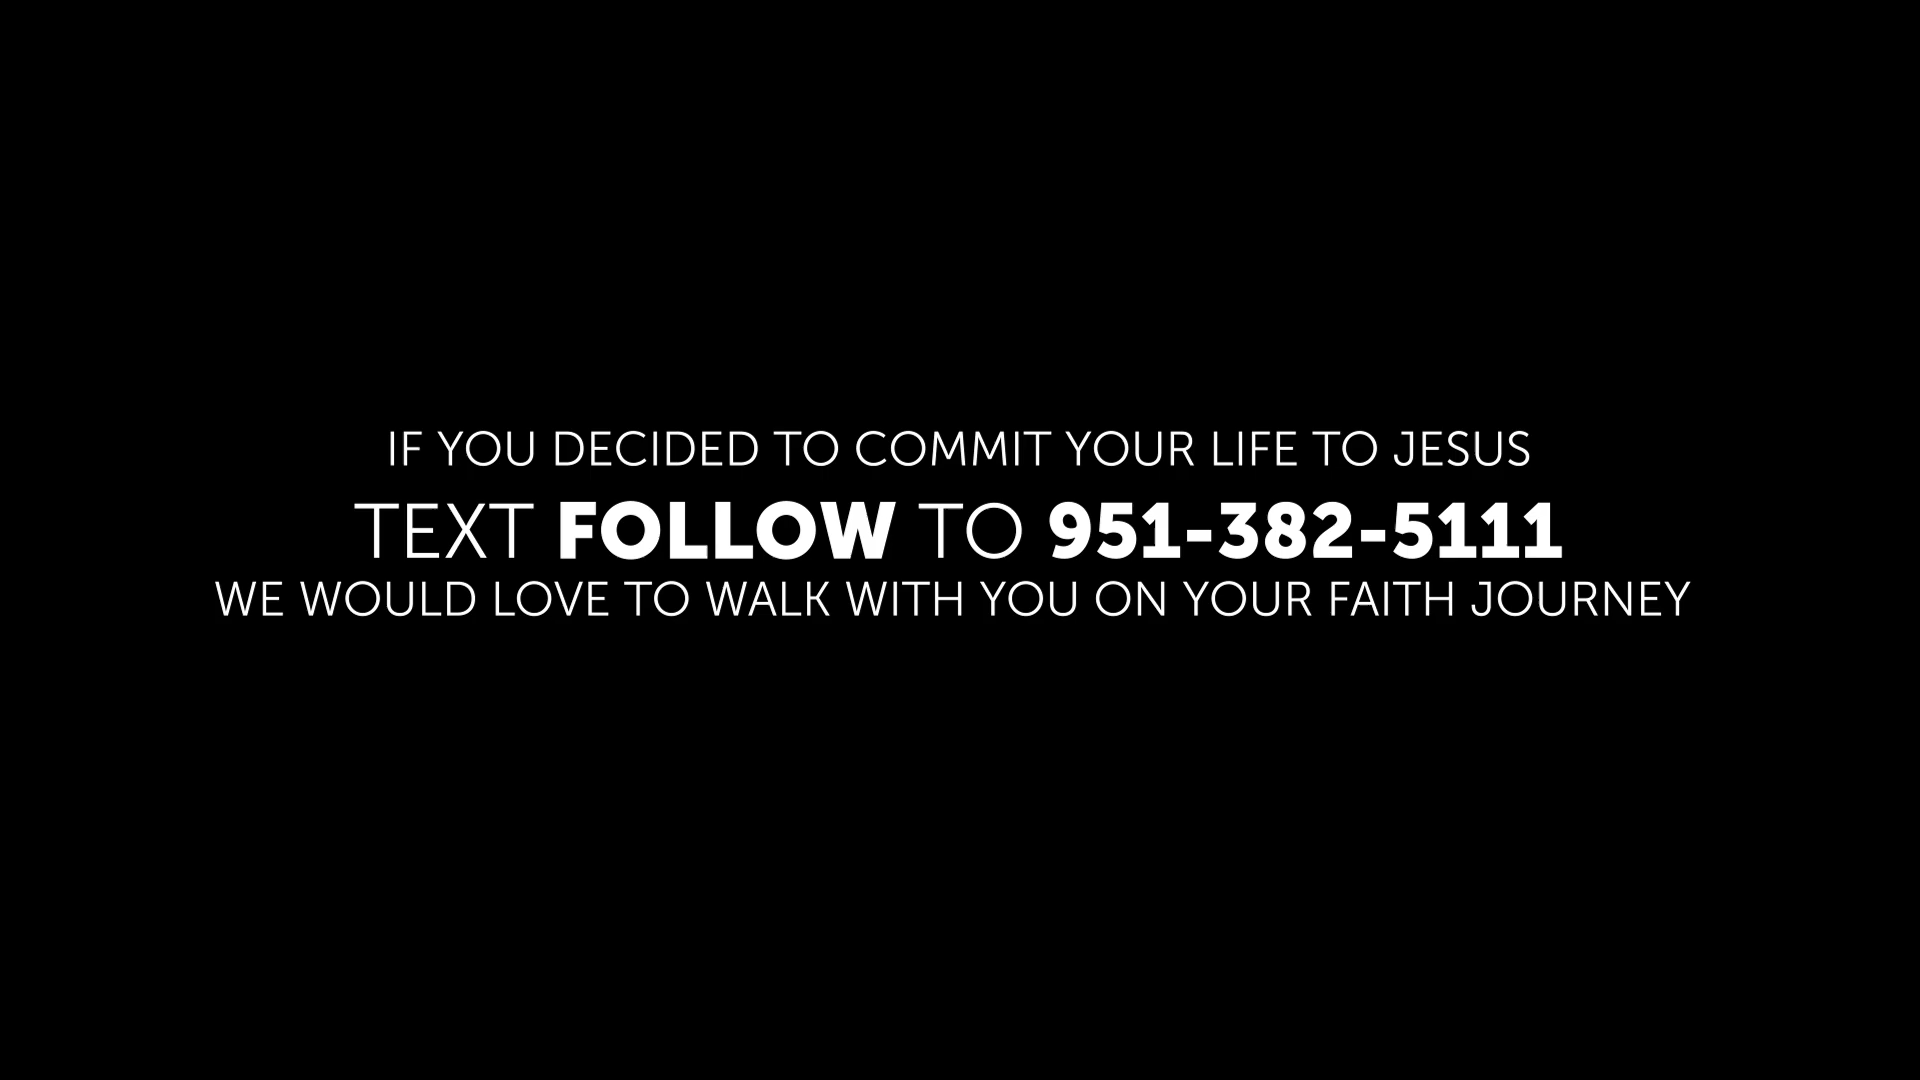 IF YOU DECIDED TO COMMIT YOUR LIFE TO JESUS
TEXT FOLLOW TO 951-382-5111
WE WOULD LOVE TO WALK WITH YOU ON YOUR FAITH JOURNEY